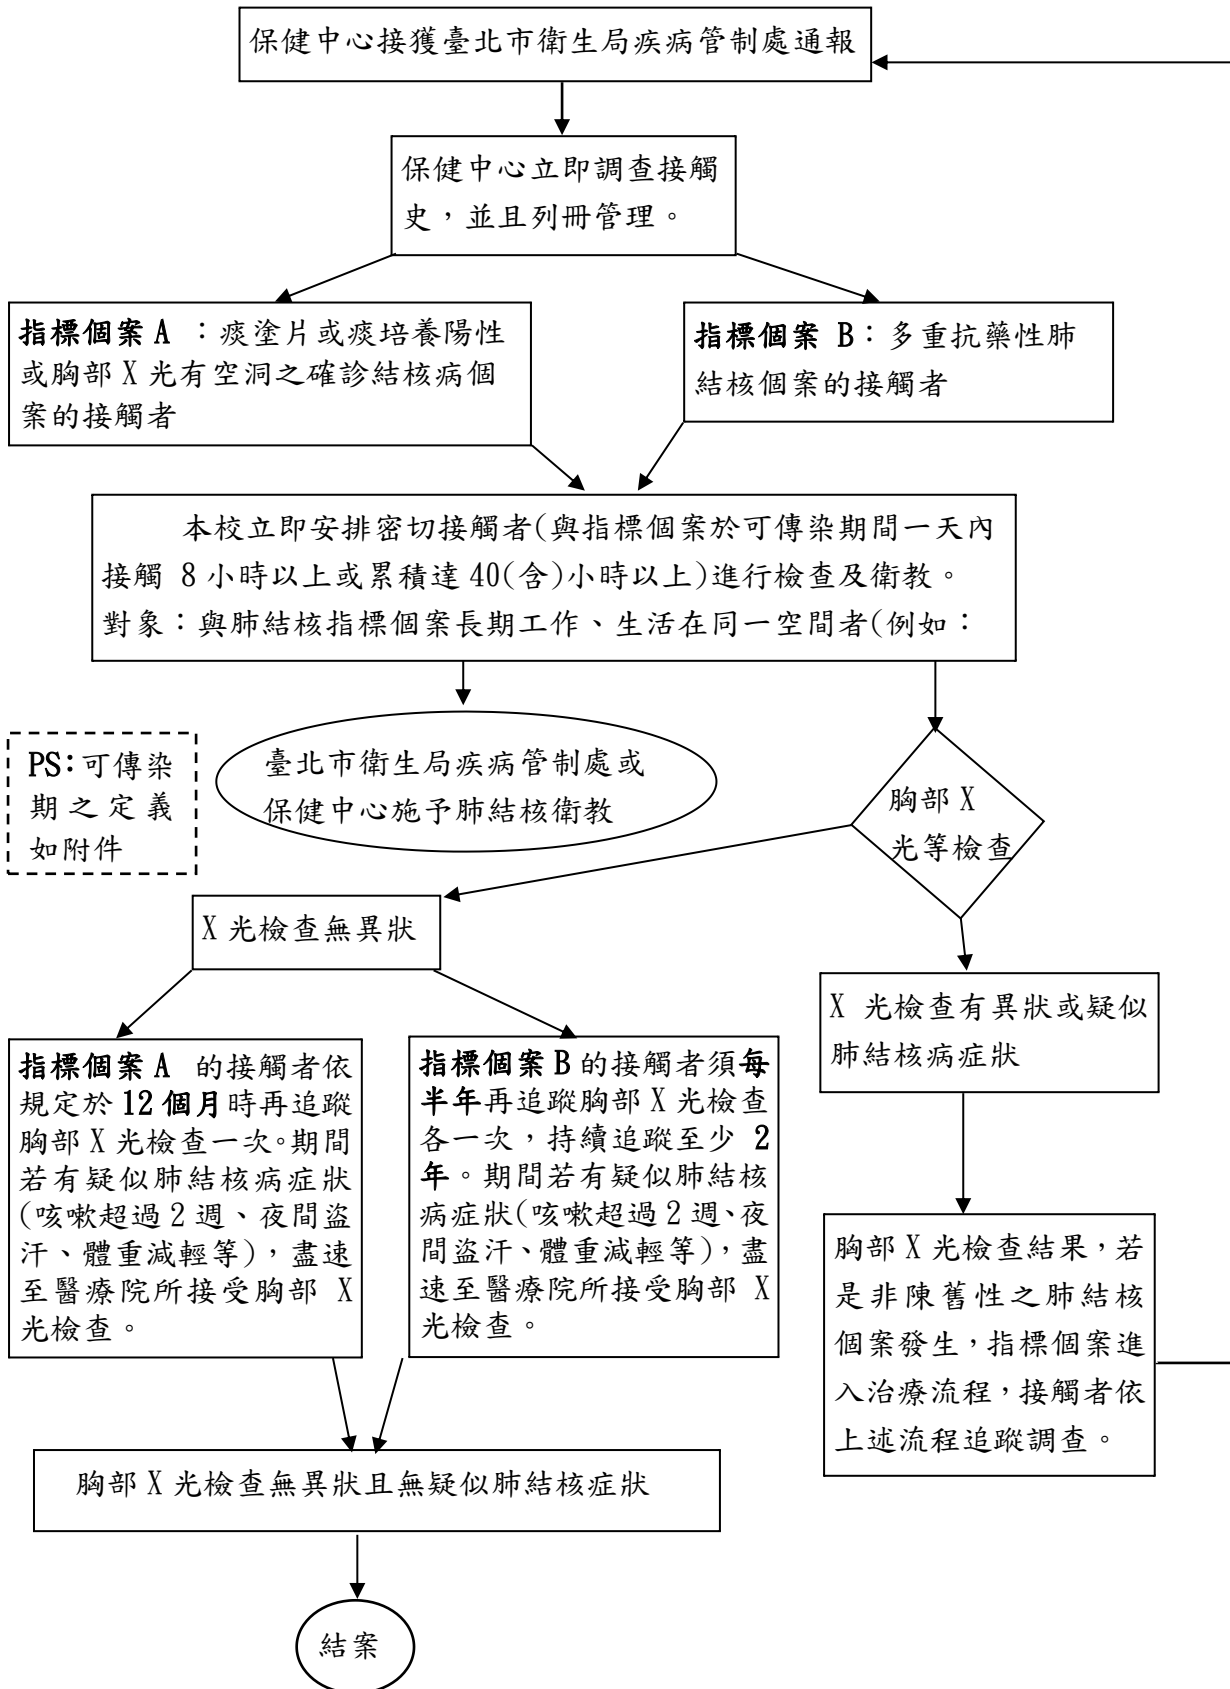 保健中心接獲臺北市衛生局疾病管制處通報
保健中心立即調查接觸
史，並且列冊管理。
指標個案 A ：痰塗片或痰培養陽性
或胸部 X 光有空洞之確診結核病個
案的接觸者
指標個案 B：多重抗藥性肺
結核個案的接觸者
本校立即安排密切接觸者(與指標個案於可傳染期間一天內
接觸 8 小時以上或累積達 40(含)小時以上)進行檢查及衛教。
對象：與肺結核指標個案長期工作、生活在同一空間者(例如：
PS:可傳染
期之定義
如附件
臺北市衛生局疾病管制處或
保健中心施予肺結核衛教
胸部 X
光等檢查
X 光檢查無異狀
X 光檢查有異狀或疑似
肺結核病症狀
指標個案 A 的接觸者依
規定於 12 個月時再追蹤
胸部 X 光檢查一次。期間
若有疑似肺結核病症狀
(咳嗽超過 2 週、夜間盜
汗、體重減輕等)，盡速
至醫療院所接受胸部 X
光檢查。
指標個案 B 的接觸者須每
半年再追蹤胸部 X 光檢查
各一次，持續追蹤至少 2
年。期間若有疑似肺結核
病症狀(咳嗽超過 2 週、夜
間盜汗、體重減輕等)，盡
速至醫療院所接受胸部 X
光檢查。
胸部 X 光檢查結果，若
是非陳舊性之肺結核
個案發生，指標個案進
入治療流程，接觸者依
上述流程追蹤調查。
胸部 X 光檢查無異狀且無疑似肺結核症狀
結案